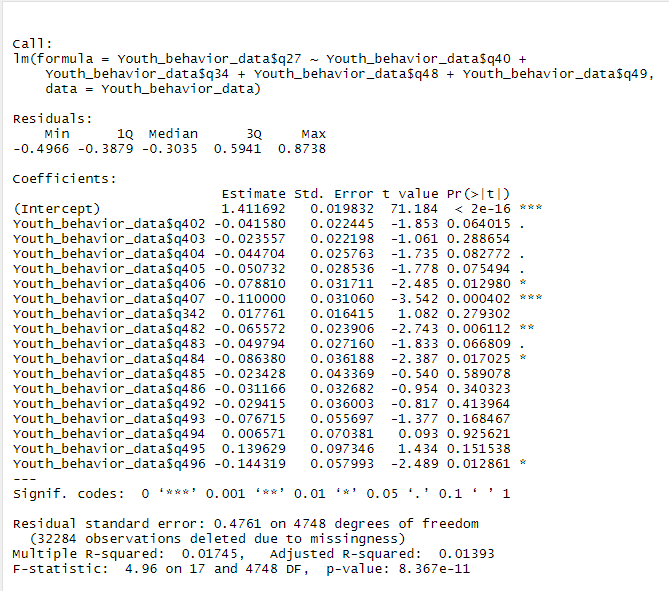 Call:
lm(formula = Youth_behavior_data$q27 ~ Youth_behavior_data$q40 +
    Youth_behavior_data$q34 + Youth_behavior_data$q48 + Youth_behavior_data$q49,
    data = Youth_behavior_data)
Residuals:
    Min      1Q  Median      3Q     Max
-0.4966 -0.3879 -0.3035  0.5941  0.8738
Coefficients:
                         Estimate Std. Error t value Pr(>|t|)
(Intercept)              1.411692   0.019832  71.184  < 2e-16 ***
Youth_behavior_data$q402 -0.041580   0.022445  -1.853 0.064015 .
Youth_behavior_data$q403 -0.023557   0.022198  -1.061 0.288654
Youth_behavior_data$q404 -0.044704   0.025763  -1.735 0.082772 .
Youth_behavior_data$q405 -0.050732   0.028536  -1.778 0.075494 .
Youth_behavior_data$q406 -0.078810   0.031711  -2.485 0.012980 *
Youth_behavior_data$q407 -0.110000   0.031060  -3.542 0.000402 ***
Youth_behavior_data$q342  0.017761   0.016415   1.082 0.279302
Youth_behavior_data$q482 -0.065572   0.023906  -2.743 0.006112 **
Youth_behavior_data$q483 -0.049794   0.027160  -1.833 0.066809 .
Youth_behavior_data$q484 -0.086380   0.036188  -2.387 0.017025 *
Youth_behavior_data$q485 -0.023428   0.043369  -0.540 0.589078
Youth_behavior_data$q486 -0.031166   0.032682  -0.954 0.340323
Youth_behavior_data$q492 -0.029415   0.036003  -0.817 0.413964
Youth_behavior_data$q493 -0.076715   0.055697  -1.377 0.168467
Youth_behavior_data$q494  0.006571   0.070381   0.093 0.925621
Youth_behavior_data$q495  0.139629   0.097346   1.434 0.151538
Youth_behavior_data$q496 -0.144319   0.057993  -2.489 0.012861 *
---
Signif. codes:  0 ‘***’ 0.001 ‘**’ 0.01 ‘*’ 0.05 ‘.’ 0.1 ‘ ’ 1
Residual standard error: 0.4761 on 4748 degrees of freedom
  (32284 observations deleted due to missingness)
Multiple R-squared:  0.01745,   Adjusted R-squared:  0.01393
F-statistic:  4.96 on 17 and 4748 DF,  p-value: 8.367e-11